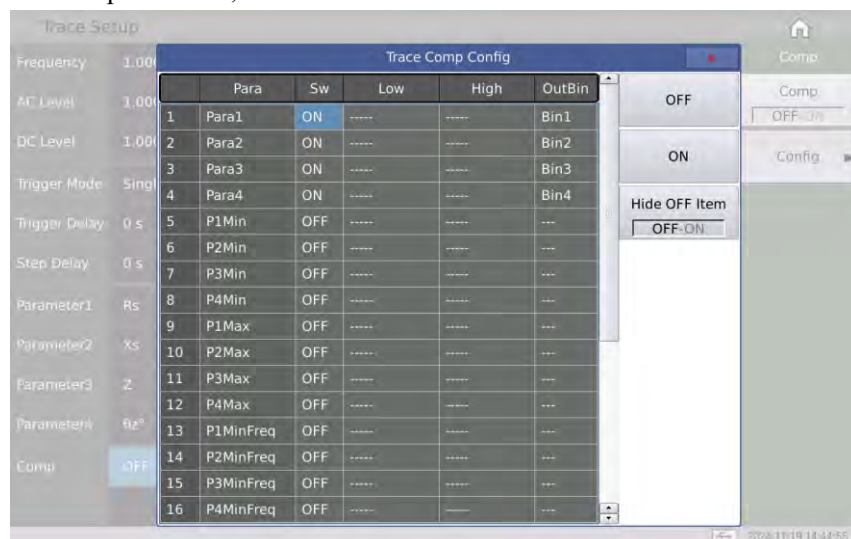 Trace Setup
Trace Comp Config
Comp
Frequency 1.00
AC Level 1.00
DC Level 1.00
Trigger Mode Singl
Trigger Delay 0 s
Step Delay 0 s
Parameter1 Rs
Parameter2 Xs
Parameter3 Z
Parameter4 θz°
Comp OFF
Para Sw Low High OutBin
1 Para1 ON ----- ----- Bin1
2 Para2 ON ----- ----- Bin2
3 Para3 ON ----- ----- Bin3
4 Para4 ON ----- ----- Bin4
5 P1Min OFF ----- ----- ---
6 P2Min OFF ----- ----- ---
7 P3Min OFF ----- ----- ---
8 P4Min OFF ----- ----- ---
9 P1Max OFF ----- ----- ---
10 P2Max OFF ----- ----- ---
11 P3Max OFF ----- ----- ---
12 P4Max OFF ----- ----- ---
13 P1MinFreq OFF ----- ----- ---
14 P2MinFreq OFF ----- ----- ---
15 P3MinFreq OFF ----- ----- ---
16 P4MinFreq OFF ----- ----- ---
OFF
ON
Hide OFF Item
OFF-ON
Comp
OFF-On
Config